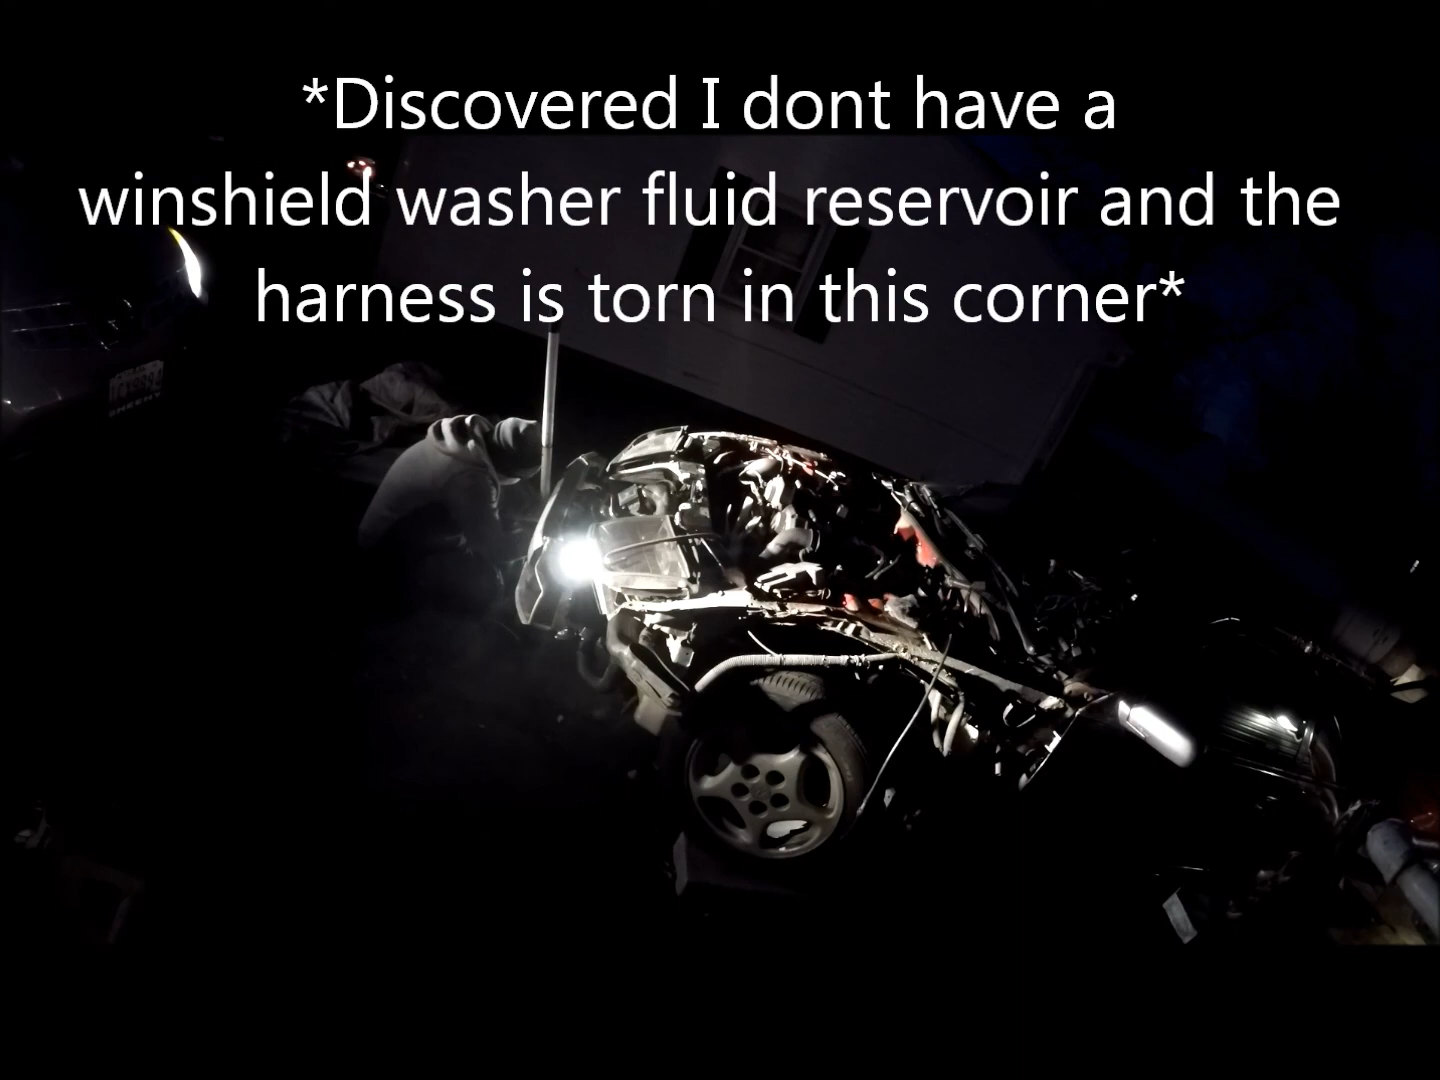 *Discovered I dont have a
winshield washer fluid reservoir and the
harness is torn in this corner*